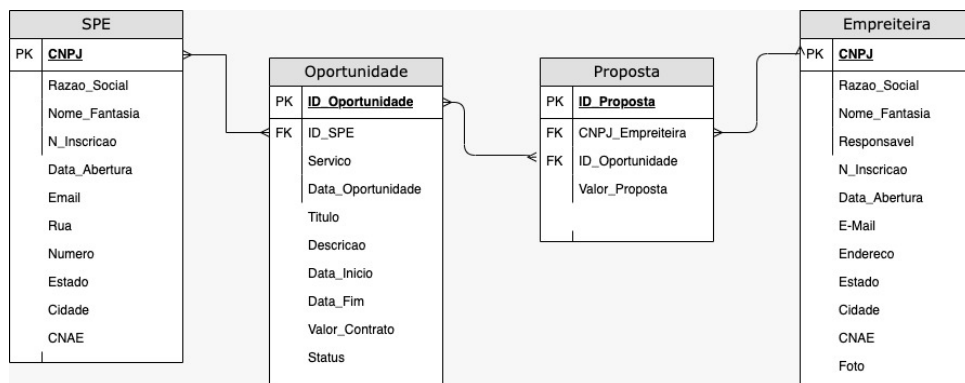 SPE
PK CNPJ
Razao_Social
Nome_Fantasia
N_Inscricao
Data_Abertura
Email
Rua
Numero
Estado
Cidade
CNAE
Oportunidade
PK ID_Oportunidade
FK ID_SPE
Servico
Data_Oportunidade
Titulo
Descricao
Data_Inicio
Data_Fim
Valor_Contrato
Status
Proposta
PK ID_Proposta
FK CNPJ_Empreiteira
FK ID_Oportunidade
Valor_Proposta
Empreiteira
PK CNPJ
Razao_Social
Nome_Fantasia
Responsavel
N_Inscricao
Data_Abertura
E-Mail
Endereco
Estado
Cidade
CNAE
Foto